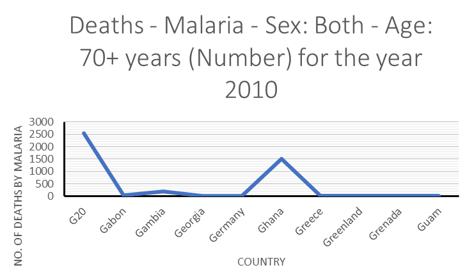 Deaths - Malaria - Sex: Both - Age:
70+ years (Number) for the year
2010
NO. OF DEATHS BY MALARIA
3000
2500
2000
1500
1000
500
0
G20
Gabon
Gambia
Georgia
Germany
Ghana
Greece
Greenland
Grenada
Guam
COUNTRY